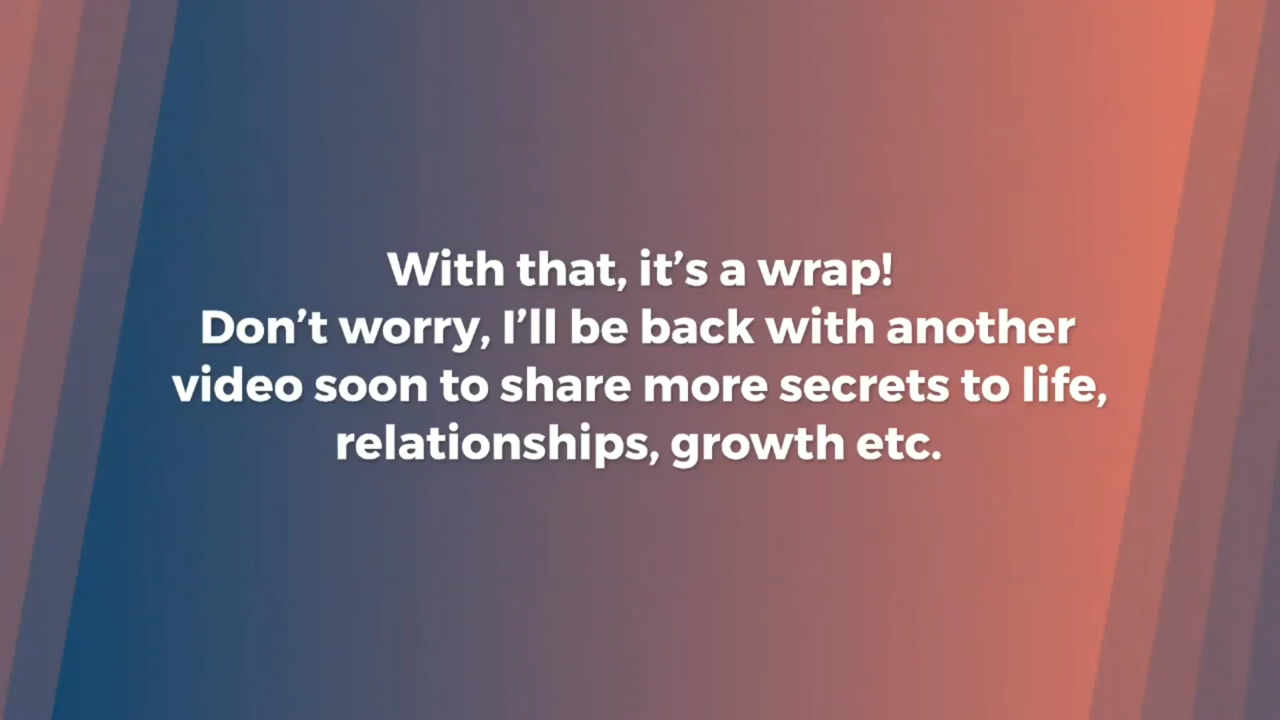 With that, it’s a wrap!
Don’t worry, I’ll be back with another
video soon to share more secrets to life,
relationships, growth etc.